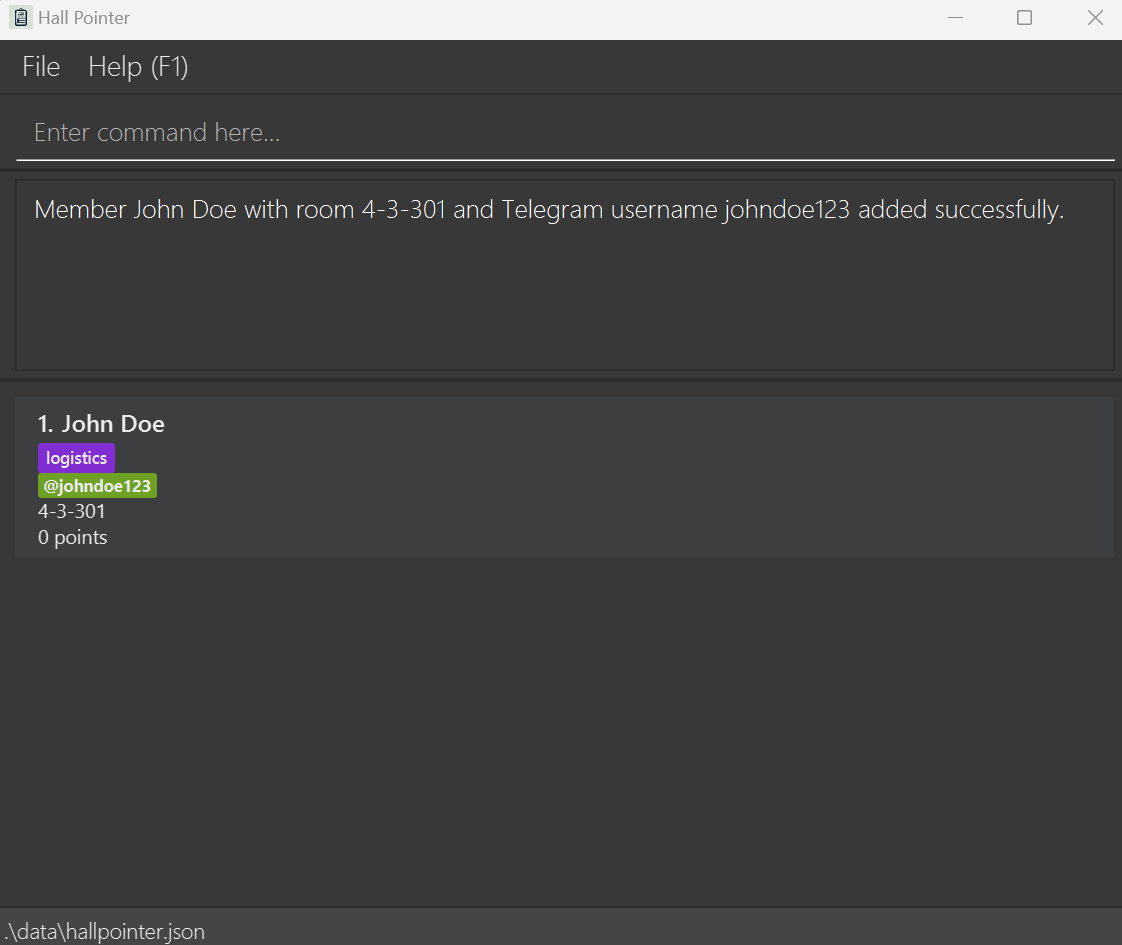 Hall Pointer
File Help (F1)
Enter command here...
Member John Doe with room 4-3-301 and Telegram username johndoe123 added successfully.
1. John Doe
logistics
@johndoe123
4-3-301
0 points
.\data\hallpointer.json